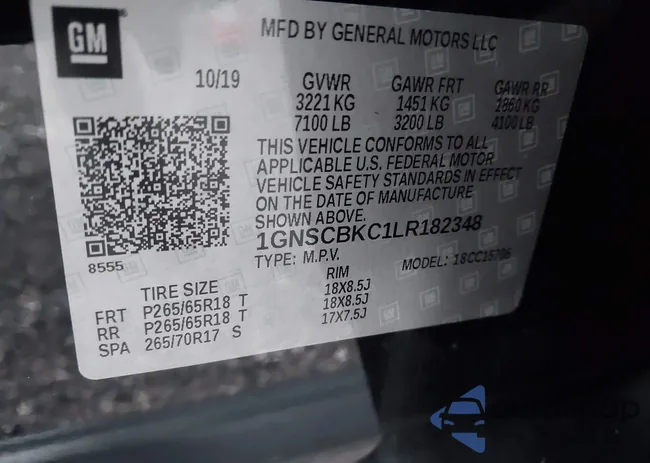 GM
MFD BY GENERAL MOTORS LLC
10/19
GVWR GAWR FRT GAWR RR
3221 KG 1451 KG 1860 KG
7100 LB 3200 LB 4100 LB
THIS VEHICLE CONFORMS TO ALL
APPLICABLE U.S. FEDERAL MOTOR
VEHICLE SAFETY STANDARDS IN EFFECT
ON THE DATE OF MANUFACTURE
SHOWN ABOVE.
1GNSCBKC1LR182348
8555
TYPE: M.P.V. MODEL: 18CC15706
TIRE SIZE RIM
FRT P265/65R18 T 18X8.5J
RR P265/65R18 T 18X8.5J
SPA 265/70R17 S 17X7.5J